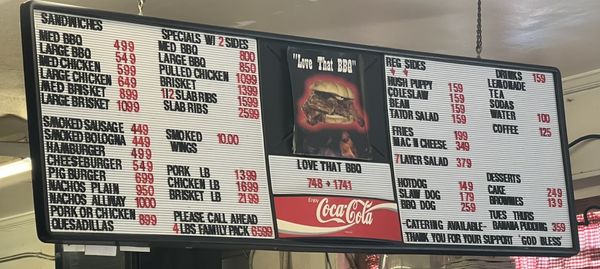 SANDWICHES
MED BBQ 499
LARGE BBQ 599
MED CHICKEN 549
LARGE CHICKEN 649
MED BRISKET 899
LARGE BRISKET 1099
SMOKED SAUSAGE 449
SMOKED BOLOGNA 449
HAMBURGER 449
CHEESEBURGER 549
PIG BURGER 699
NACHOS PLAIN 950
NACHOS ALLWAY 1000
PORK OR CHICKEN
QUESADILLAS 899
SPECIALS W/ 2 SIDES
MED BBQ 800
LARGE BBQ 850
PULLED CHICKEN 1099
BRISKET 1399
1|2 SLAB RIBS 1599
SLAB RIBS 2599
SMOKED 10.00
WINGS
PORK LB 1399
CHICKEN LB 1699
BRISKET LB 2199
PLEASE CALL AHEAD
4 LBS FAMILY PACK 6599
"Love That BBQ"
LOVE THAT BBQ
748-1741
ENJOY
Coca-Cola
REG SIDES
HUSH PUPPY 159
COLESLAW 159
BEAN 159
TATOR SALAD 159
FRIES 199
MAC N CHEESE 349
7 LAYER SALAD 379
HOTDOG 149
SLAW DOG 179
BBQ DOG 259
DRINKS 159
LEMONADE
TEA
SODAS
WATER 100
COFFEE 125
DESSERTS
CAKE 249
BROWNIES 139
TUES THURS
CATERING AVAILABLE- BANANA PUDDING 359
THANK YOU FOR YOUR SUPPORT "GOD BLESS"